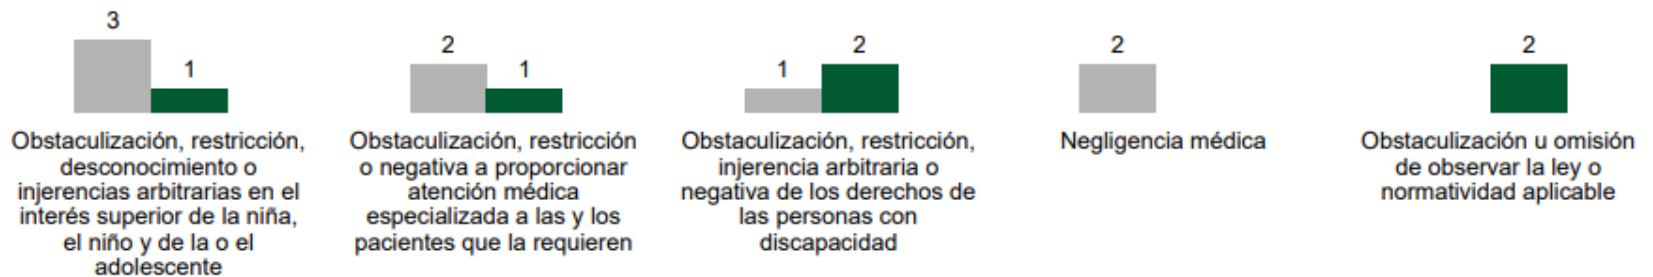 3
1
Obstaculización, restricción,
desconocimiento o
injerencias arbitrarias en el
interés superior de la niña,
el niño y de la o el
adolescente
2
1
Obstaculización, restricción
o negativa a proporcionar
atención médica
especializada a las y los
pacientes que la requieren
1
2
Obstaculización, restricción,
injerencia arbitraria o
negativa de los derechos de
las personas con
discapacidad
2
Negligencia médica
2
Obstaculización u omisión
de observar la ley o
normatividad aplicable